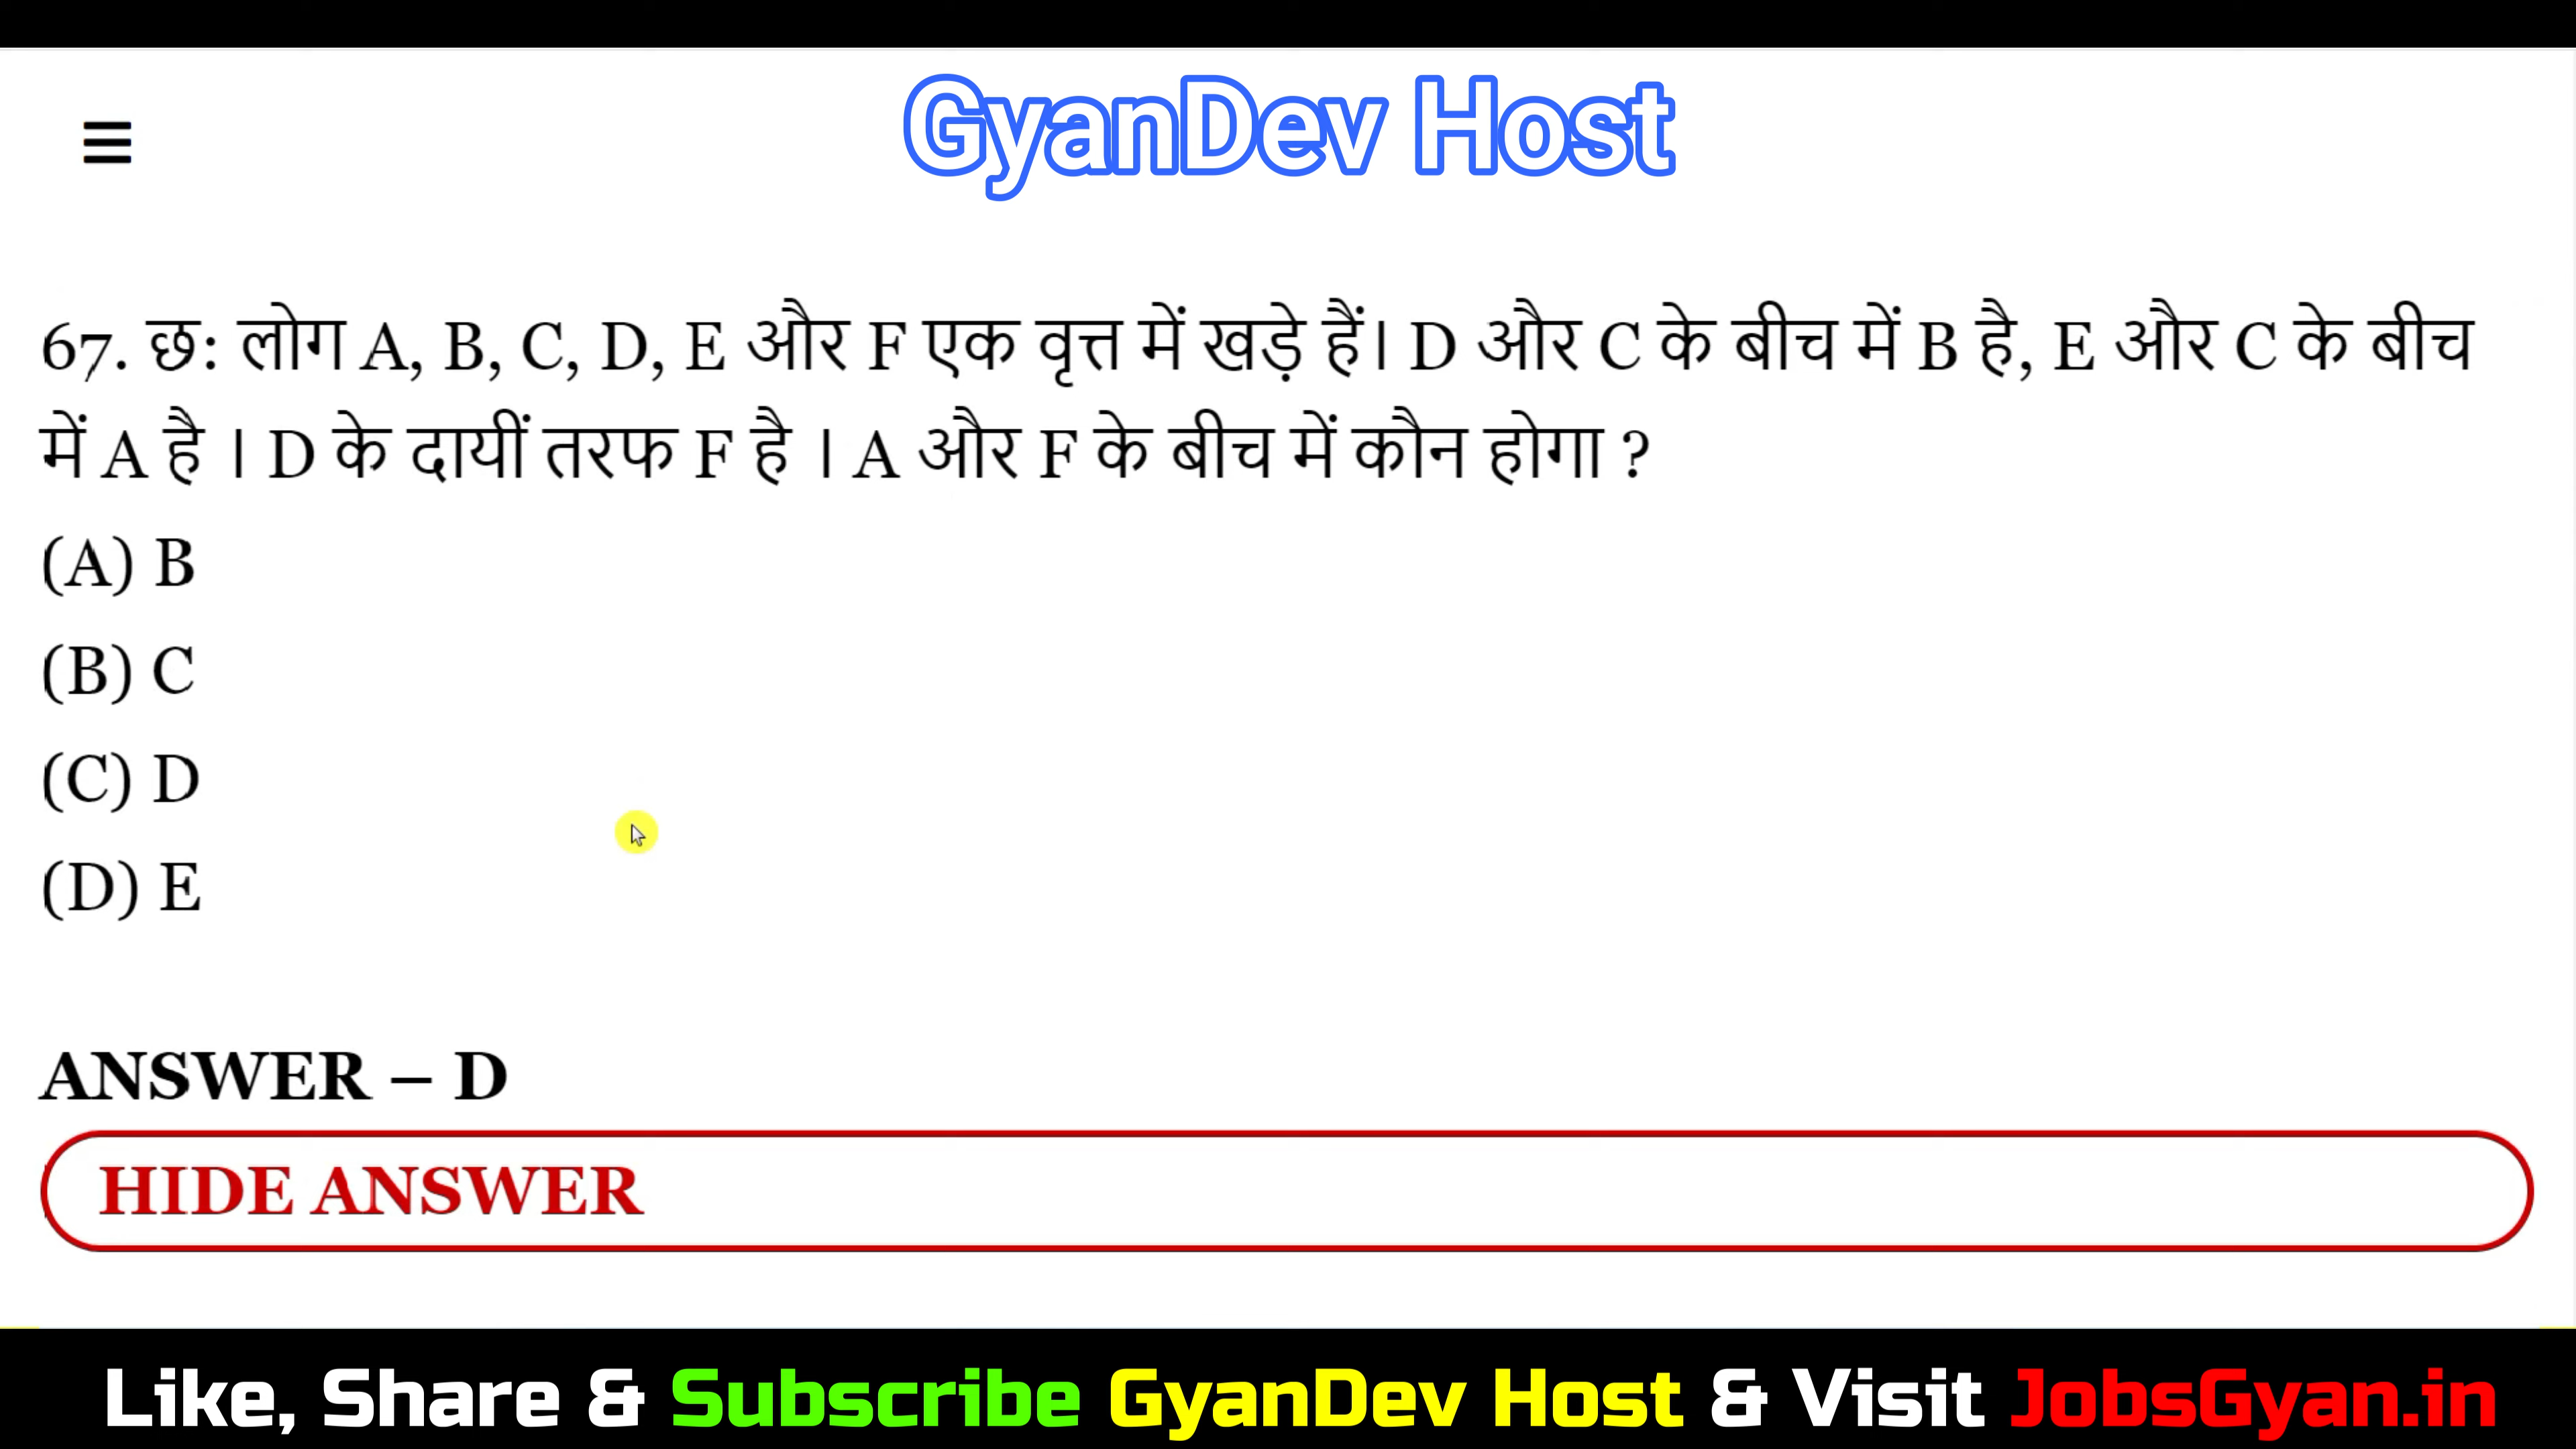 GyanDev Host
67. छ: लोग A, B, C, D, E और F एक वृत्त में खड़े हैं। D और C के बीच में B है, E और C के बीच
में A है । D के दायीं तरफ F है । A और F के बीच में कौन होगा ?
(A) B
(B) C
(C) D
(D) E
ANSWER – D
HIDE ANSWER
Like, Share & Subscribe GyanDev Host & Visit JobsGyan.in